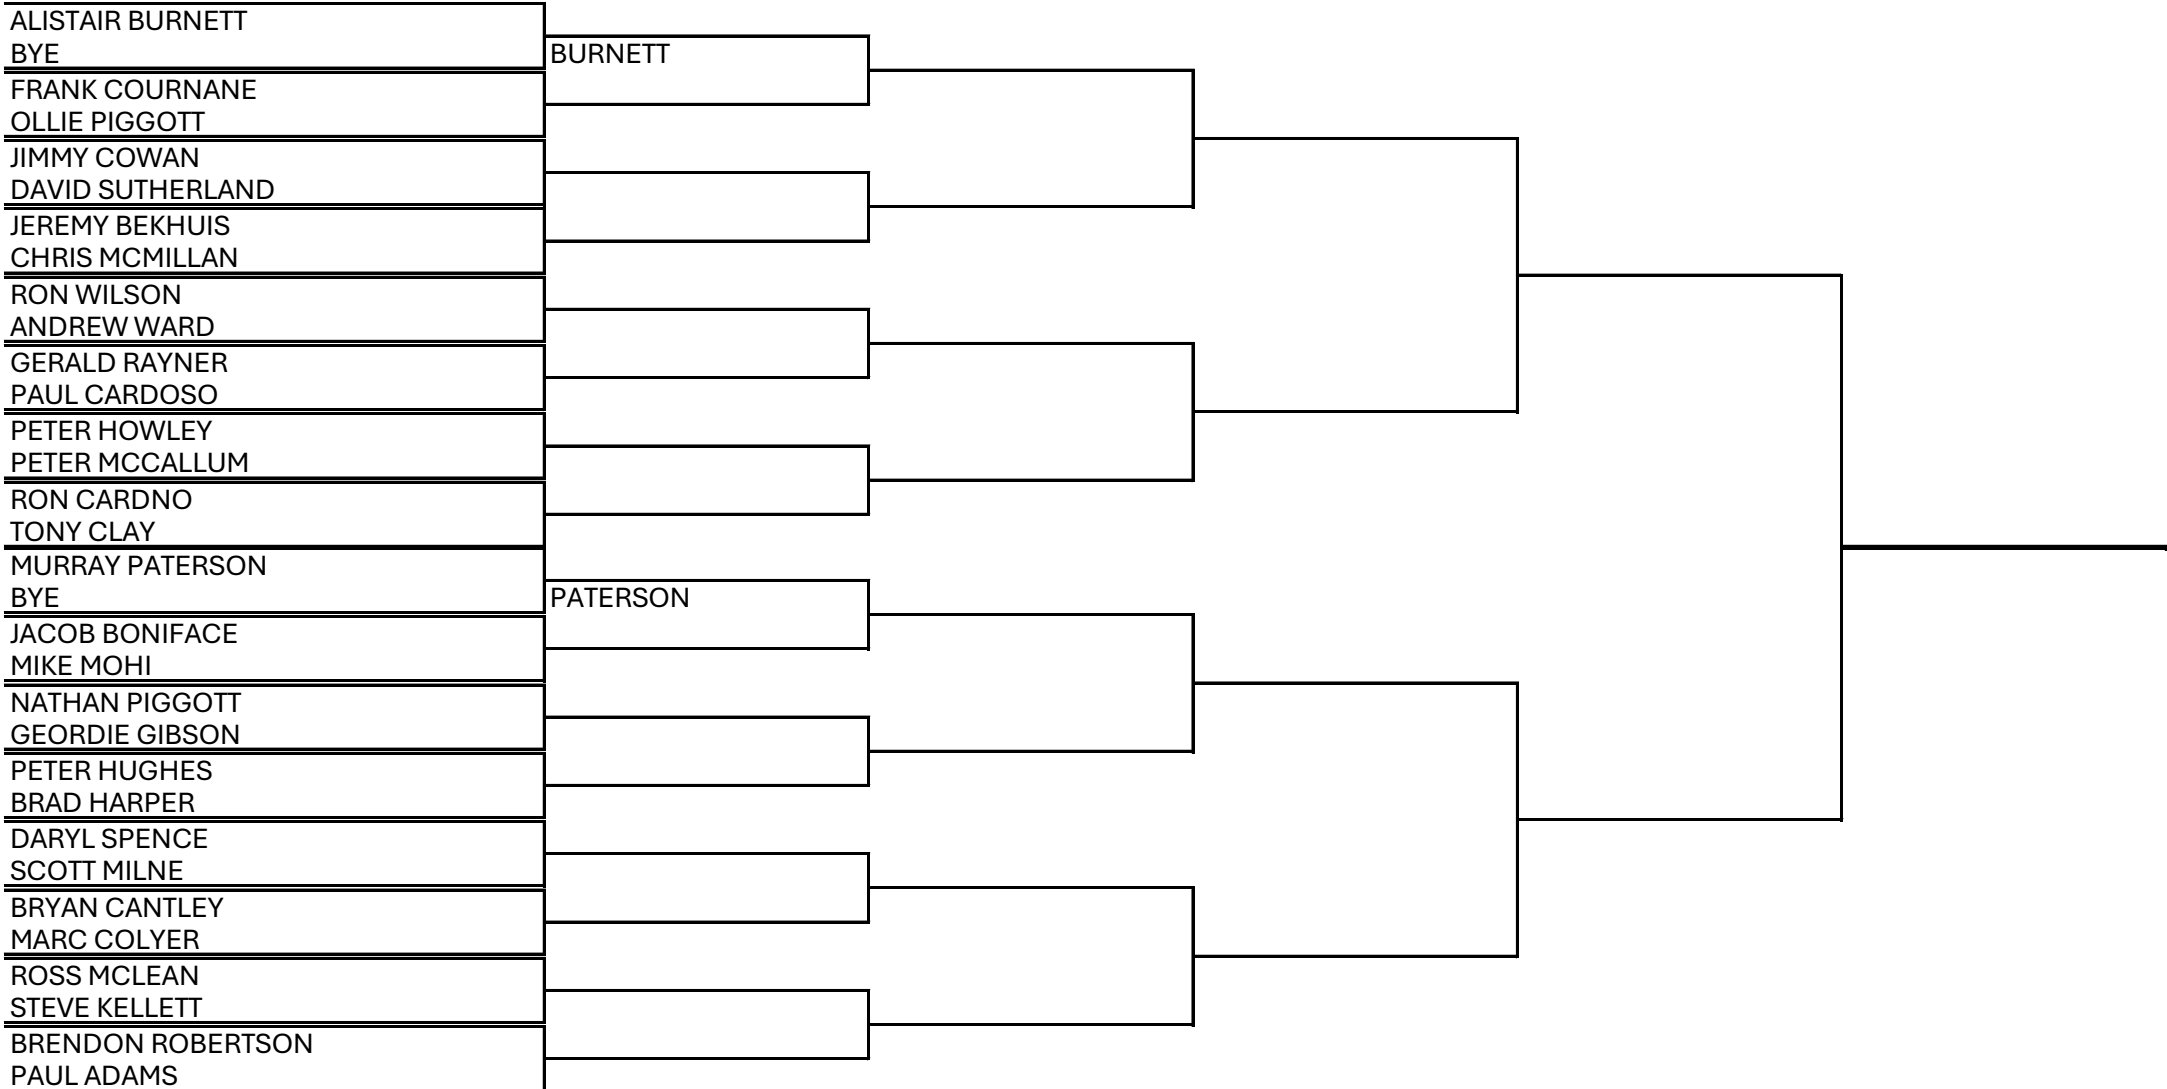 ALISTAIR BURNETT
BYE
BURNETT
FRANK COURNANE
OLLIE PIGGOTT
JIMMY COWAN
DAVID SUTHERLAND
JEREMY BEKHUIS
CHRIS MCMILLAN
RON WILSON
ANDREW WARD
GERALD RAYNER
PAUL CARDOSO
PETER HOWLEY
PETER MCCALLUM
RON CARDNO
TONY CLAY
MURRAY PATERSON
BYE
PATERSON
JACOB BONIFACE
MIKE MOHI
NATHAN PIGGOTT
GEORDIE GIBSON
PETER HUGHES
BRAD HARPER
DARYL SPENCE
SCOTT MILNE
BRYAN CANTLEY
MARC COLYER
ROSS MCLEAN
STEVE KELLETT
BRENDON ROBERTSON
PAUL ADAMS